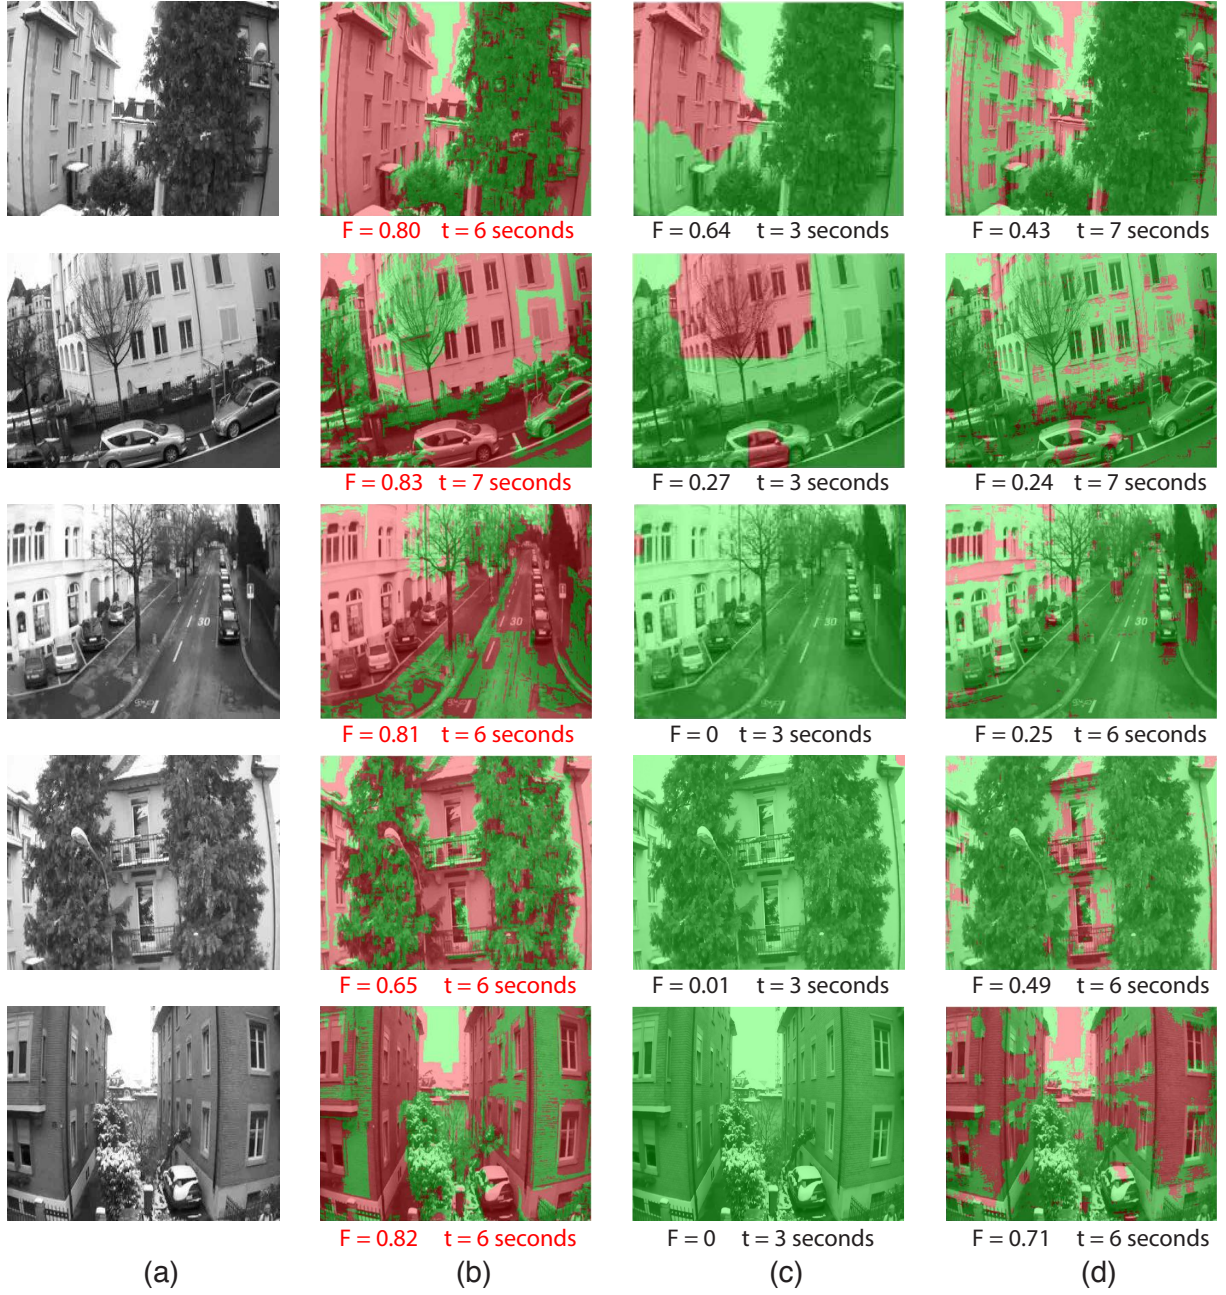 F = 0.80 t = 6 seconds F = 0.64 t = 3 seconds F = 0.43 t = 7 seconds
F = 0.83 t = 7 seconds F = 0.27 t = 3 seconds F = 0.24 t = 7 seconds
30 30 30 30
F = 0.81 t = 6 seconds F = 0 t = 3 seconds F = 0.25 t = 6 seconds
F = 0.65 t = 6 seconds F = 0.01 t = 3 seconds F = 0.49 t = 6 seconds
F = 0.82 t = 6 seconds F = 0 t = 3 seconds F = 0.71 t = 6 seconds
(a) (b) (c) (d)